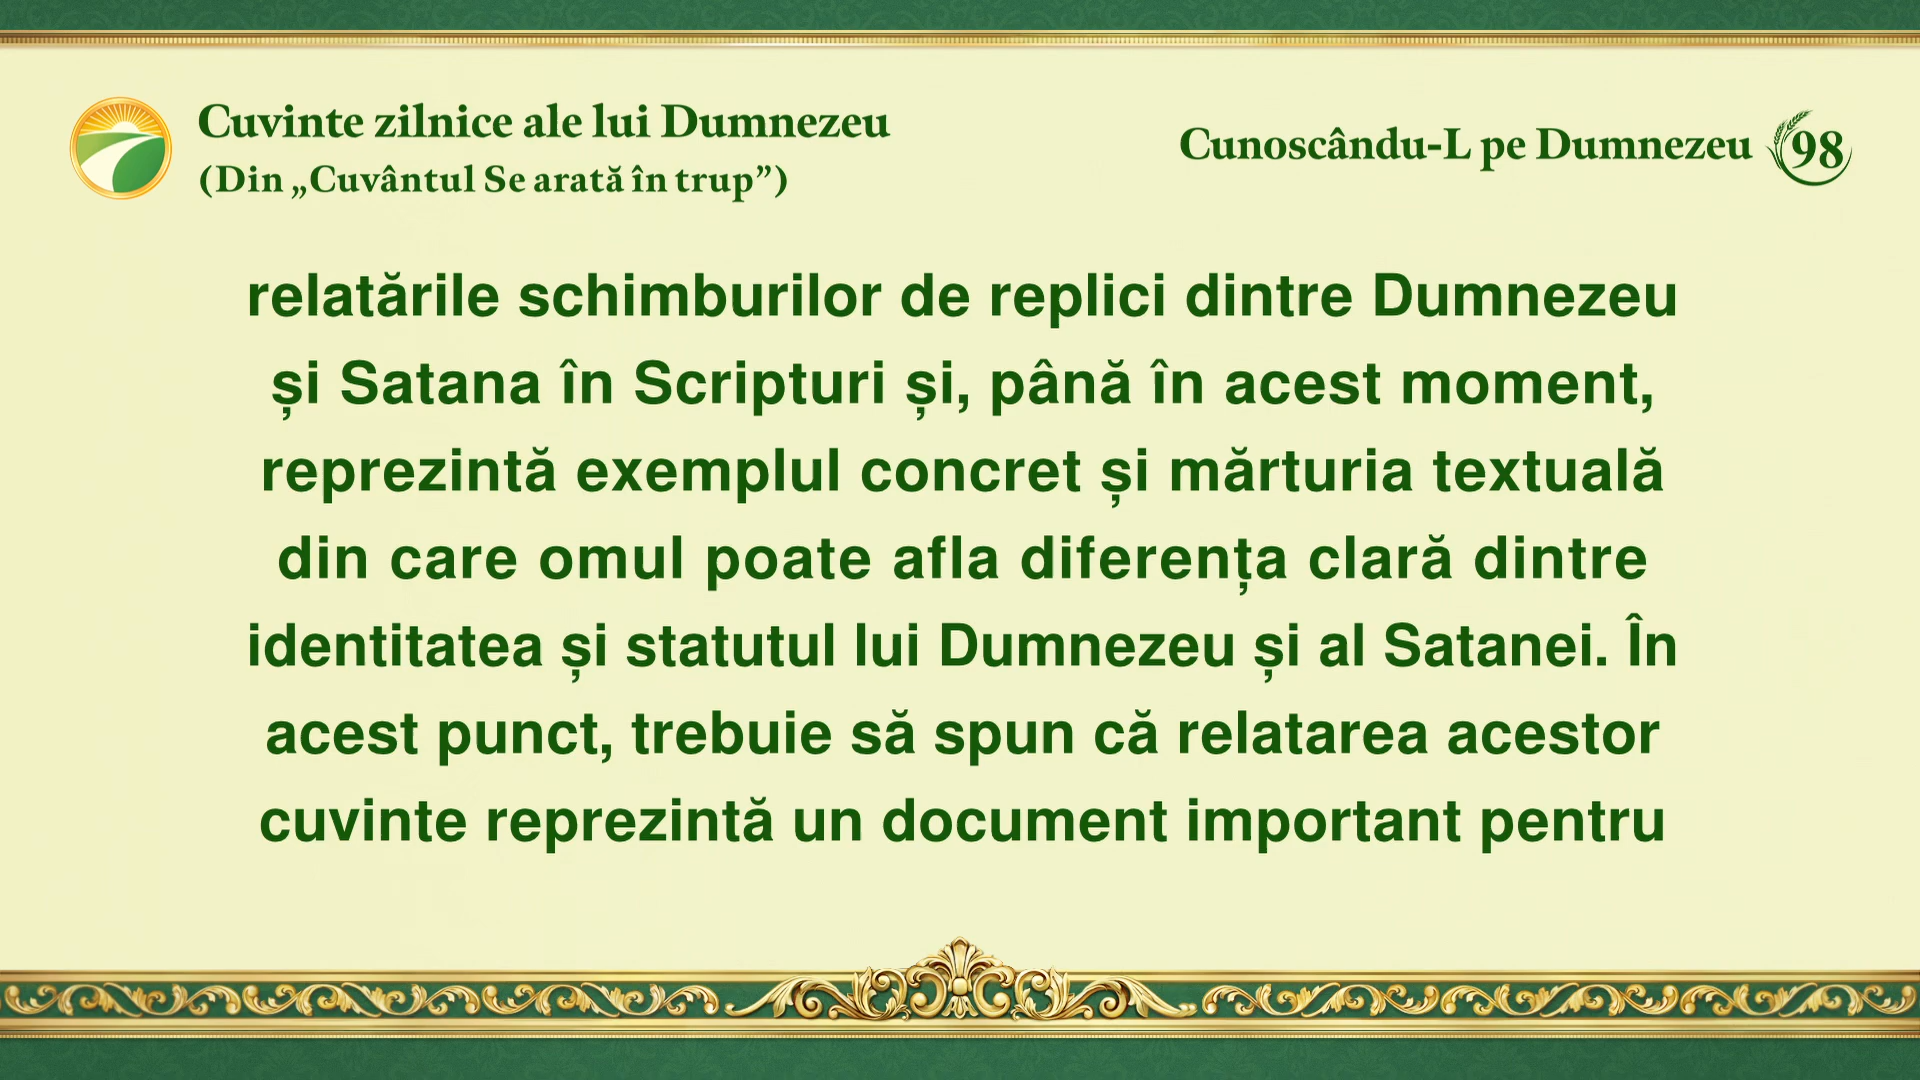 Cuvinte zilnice ale lui Dumnezeu
(Din „Cuvântul Se arată în trup”)
Cunoscându-L pe Dumnezeu 98
relatările schimburilor de replici dintre Dumnezeu
și Satana în Scripturi și, până în acest moment,
reprezintă exemplul concret și mărturia textuală
din care omul poate afla diferența clară dintre
identitatea și statutul lui Dumnezeu și al Satanei. În
acest punct, trebuie să spun că relatarea acestor
cuvinte reprezintă un document important pentru